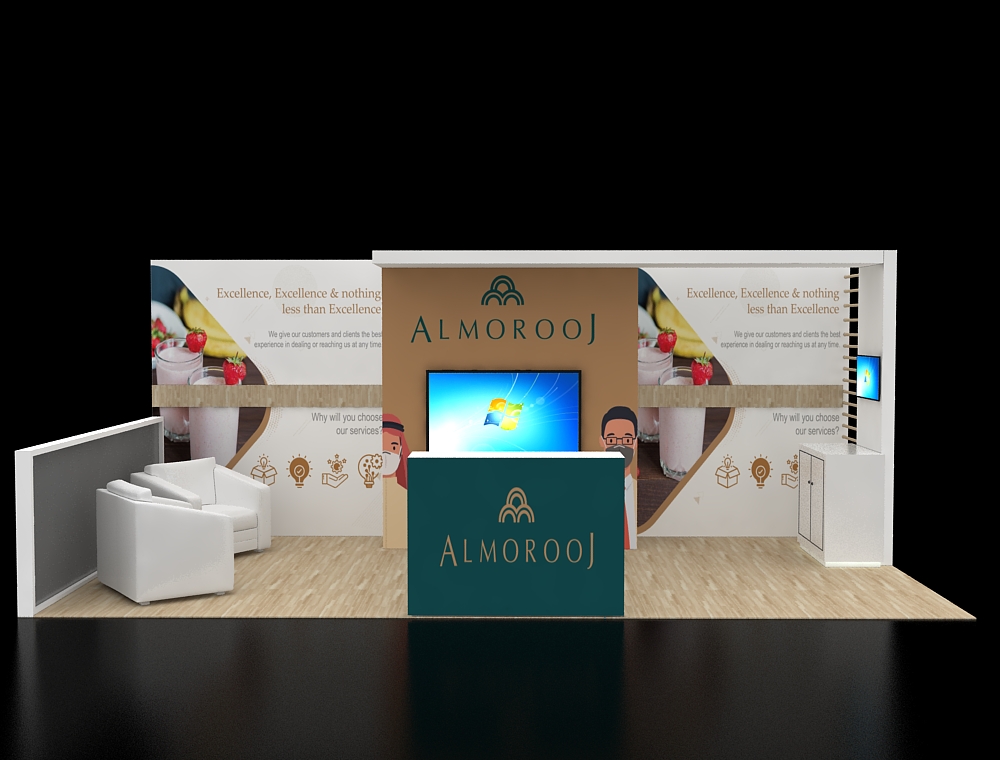 Excellence, Excellence & nothing
less than Excellence
We give our customers and clients the best
experience in dealing or reaching us at any time.
Why will you choose
our services?
ALMOROOJ
ALMOROOJ
Excellence, Excellence & nothing
less than Excellence
We give our customers and clients the best
experience in dealing or reaching us at any time.
Why will you choose
our services?